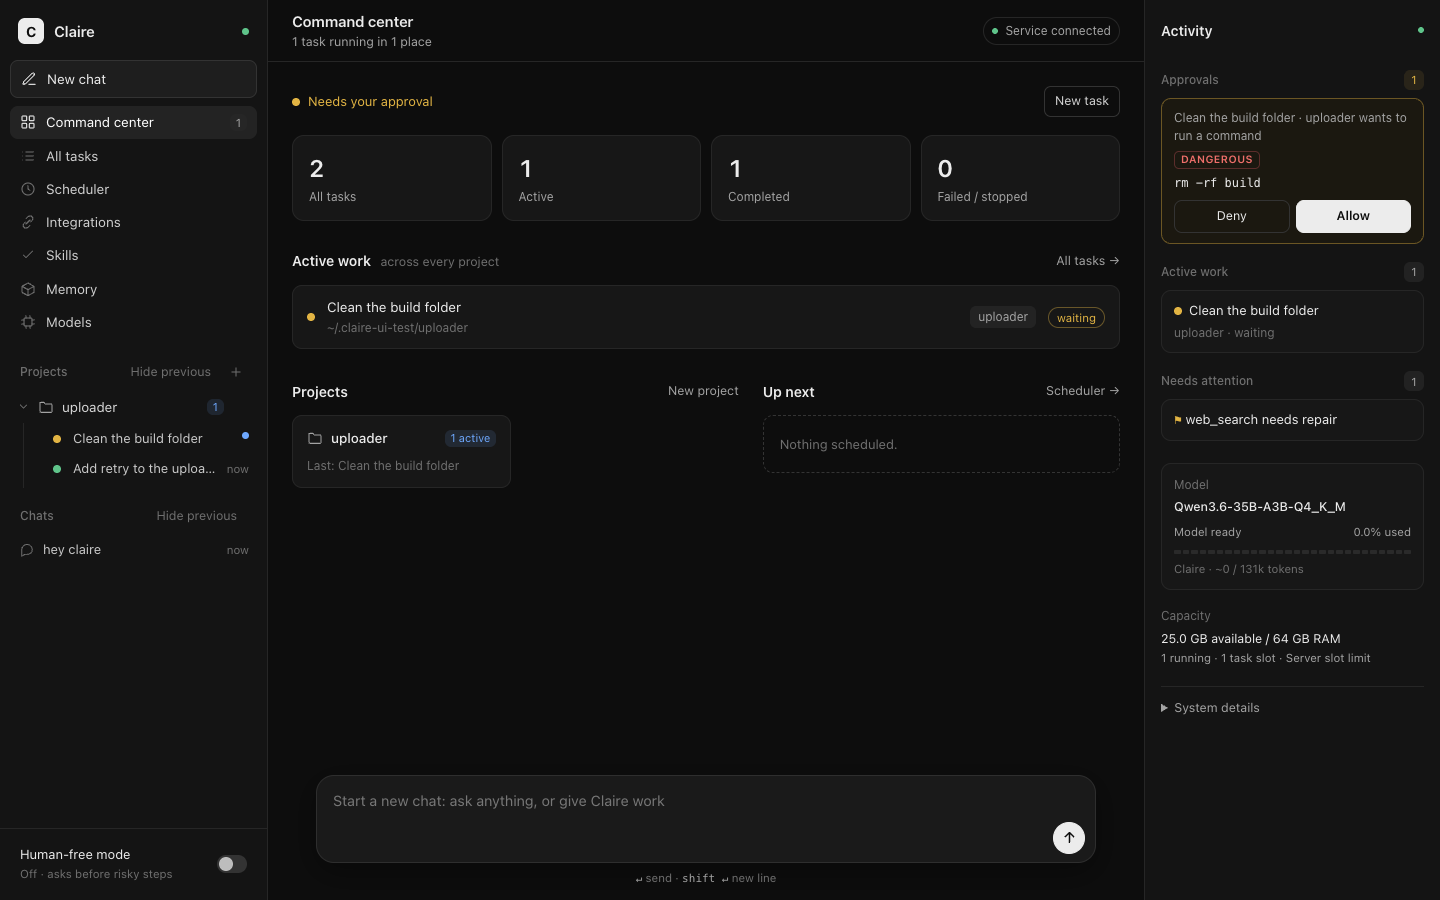 C Claire
New chat
Command center 1
All tasks
Scheduler
Integrations
Skills
Memory
Models
Projects Hide previous +
uploader 1
Clean the build folder
Add retry to the uploa... now
Chats Hide previous
hey claire now
Human-free mode
Off · asks before risky steps
Command center
1 task running in 1 place
Service connected
Needs your approval
New task
2
All tasks
1
Active
1
Completed
0
Failed / stopped
Active work across every project
All tasks →
Clean the build folder
~/.claire-ui-test/uploader
uploader waiting
Projects New project
uploader 1 active
Last: Clean the build folder
Up next Scheduler →
Nothing scheduled.
Start a new chat: ask anything, or give Claire work
↵ send · shift ↵ new line
Activity
Approvals 1
Clean the build folder · uploader wants to
run a command
DANGEROUS
rm -rf build
Deny Allow
Active work 1
Clean the build folder
uploader · waiting
Needs attention 1
web_search needs repair
Model
Qwen3.6-35B-A3B-Q4_K_M
Model ready 0.0% used
Claire · ~0 / 131k tokens
Capacity
25.0 GB available / 64 GB RAM
1 running · 1 task slot · Server slot limit
System details